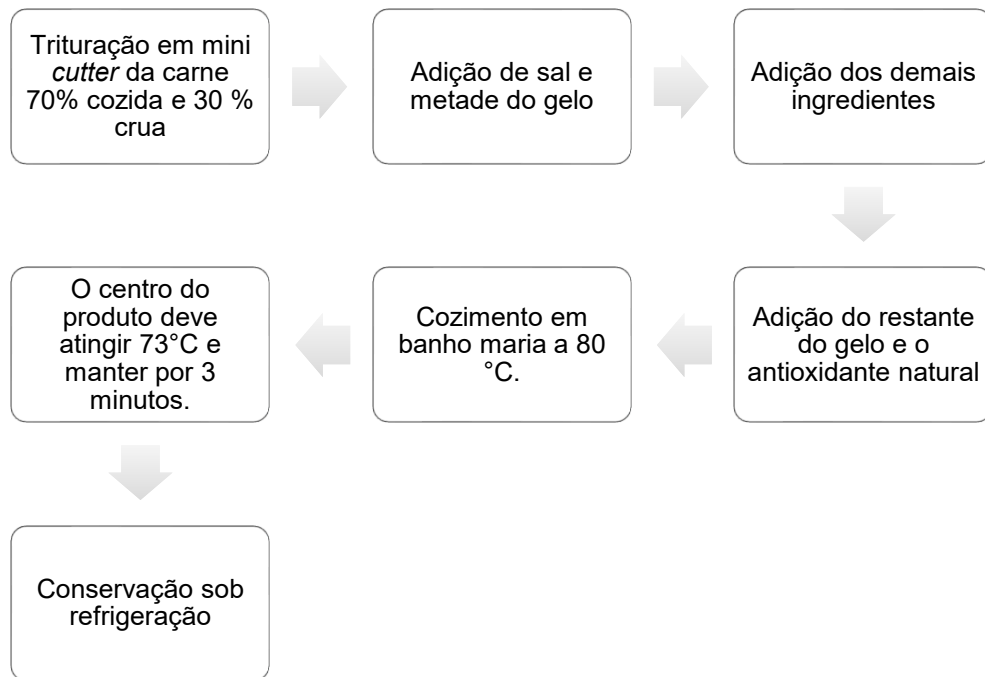 Trituração em mini
cutter da carne
70% cozida e 30 %
crua
Adição de sal e
metade do gelo
Adição dos demais
ingredientes
Adição do restante
do gelo e o
antioxidante natural
Cozimento em
banho maria a 80
°C.
O centro do
produto deve
atingir 73°C e
manter por 3
minutos.
Conservação sob
refrigeração